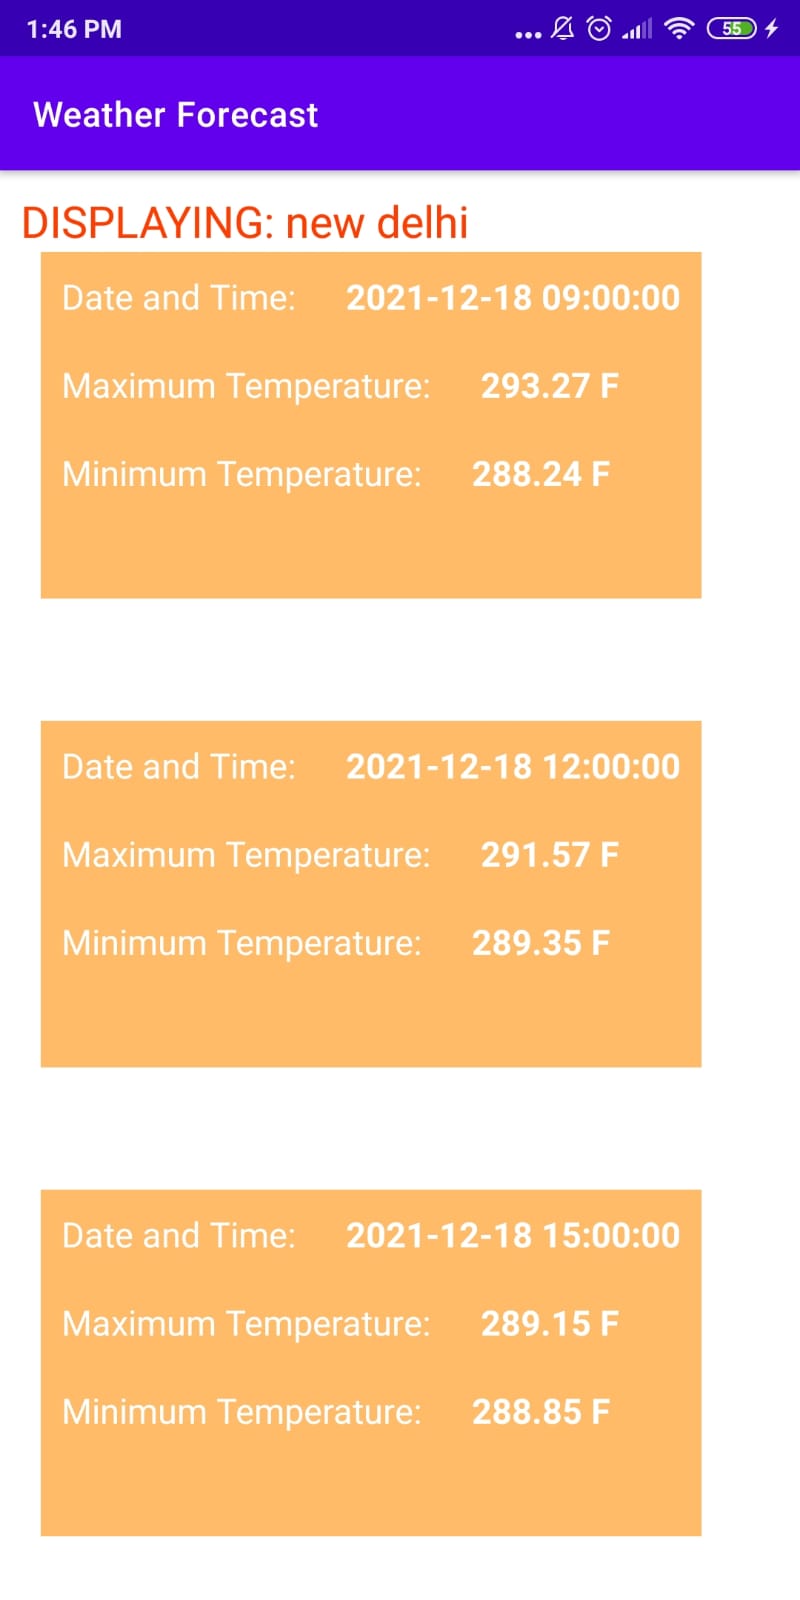 1:46 PM
55
Weather Forecast
DISPLAYING: new delhi
Date and Time: 2021-12-18 09:00:00
Maximum Temperature: 293.27 F
Minimum Temperature: 288.24 F
Date and Time: 2021-12-18 12:00:00
Maximum Temperature: 291.57 F
Minimum Temperature: 289.35 F
Date and Time: 2021-12-18 15:00:00
Maximum Temperature: 289.15 F
Minimum Temperature: 288.85 F